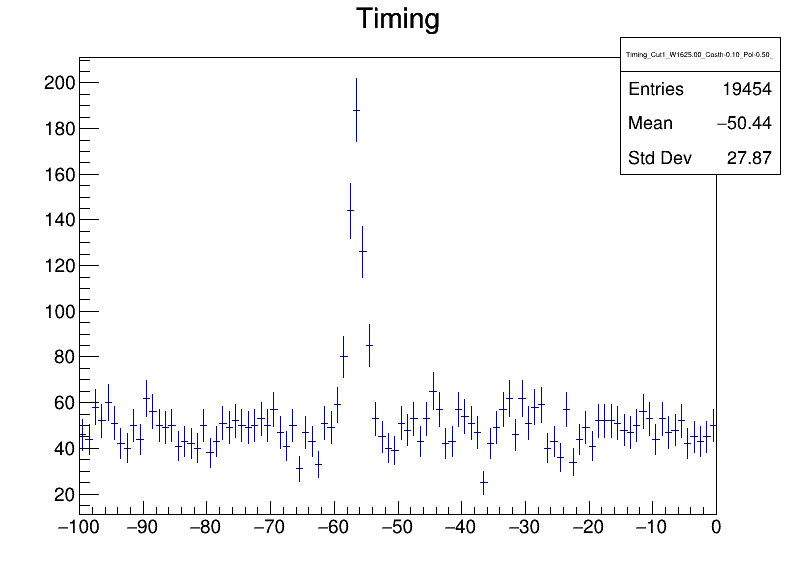 Timing
Timing_Cut1_W1625.00_Costh-0.10_Pol-0.50_
Entries 19454
Mean −50.44
Std Dev 27.87
200
180
160
140
120
100
80
60
40
20
−100 −90 −80 −70 −60 −50 −40 −30 −20 −10 0